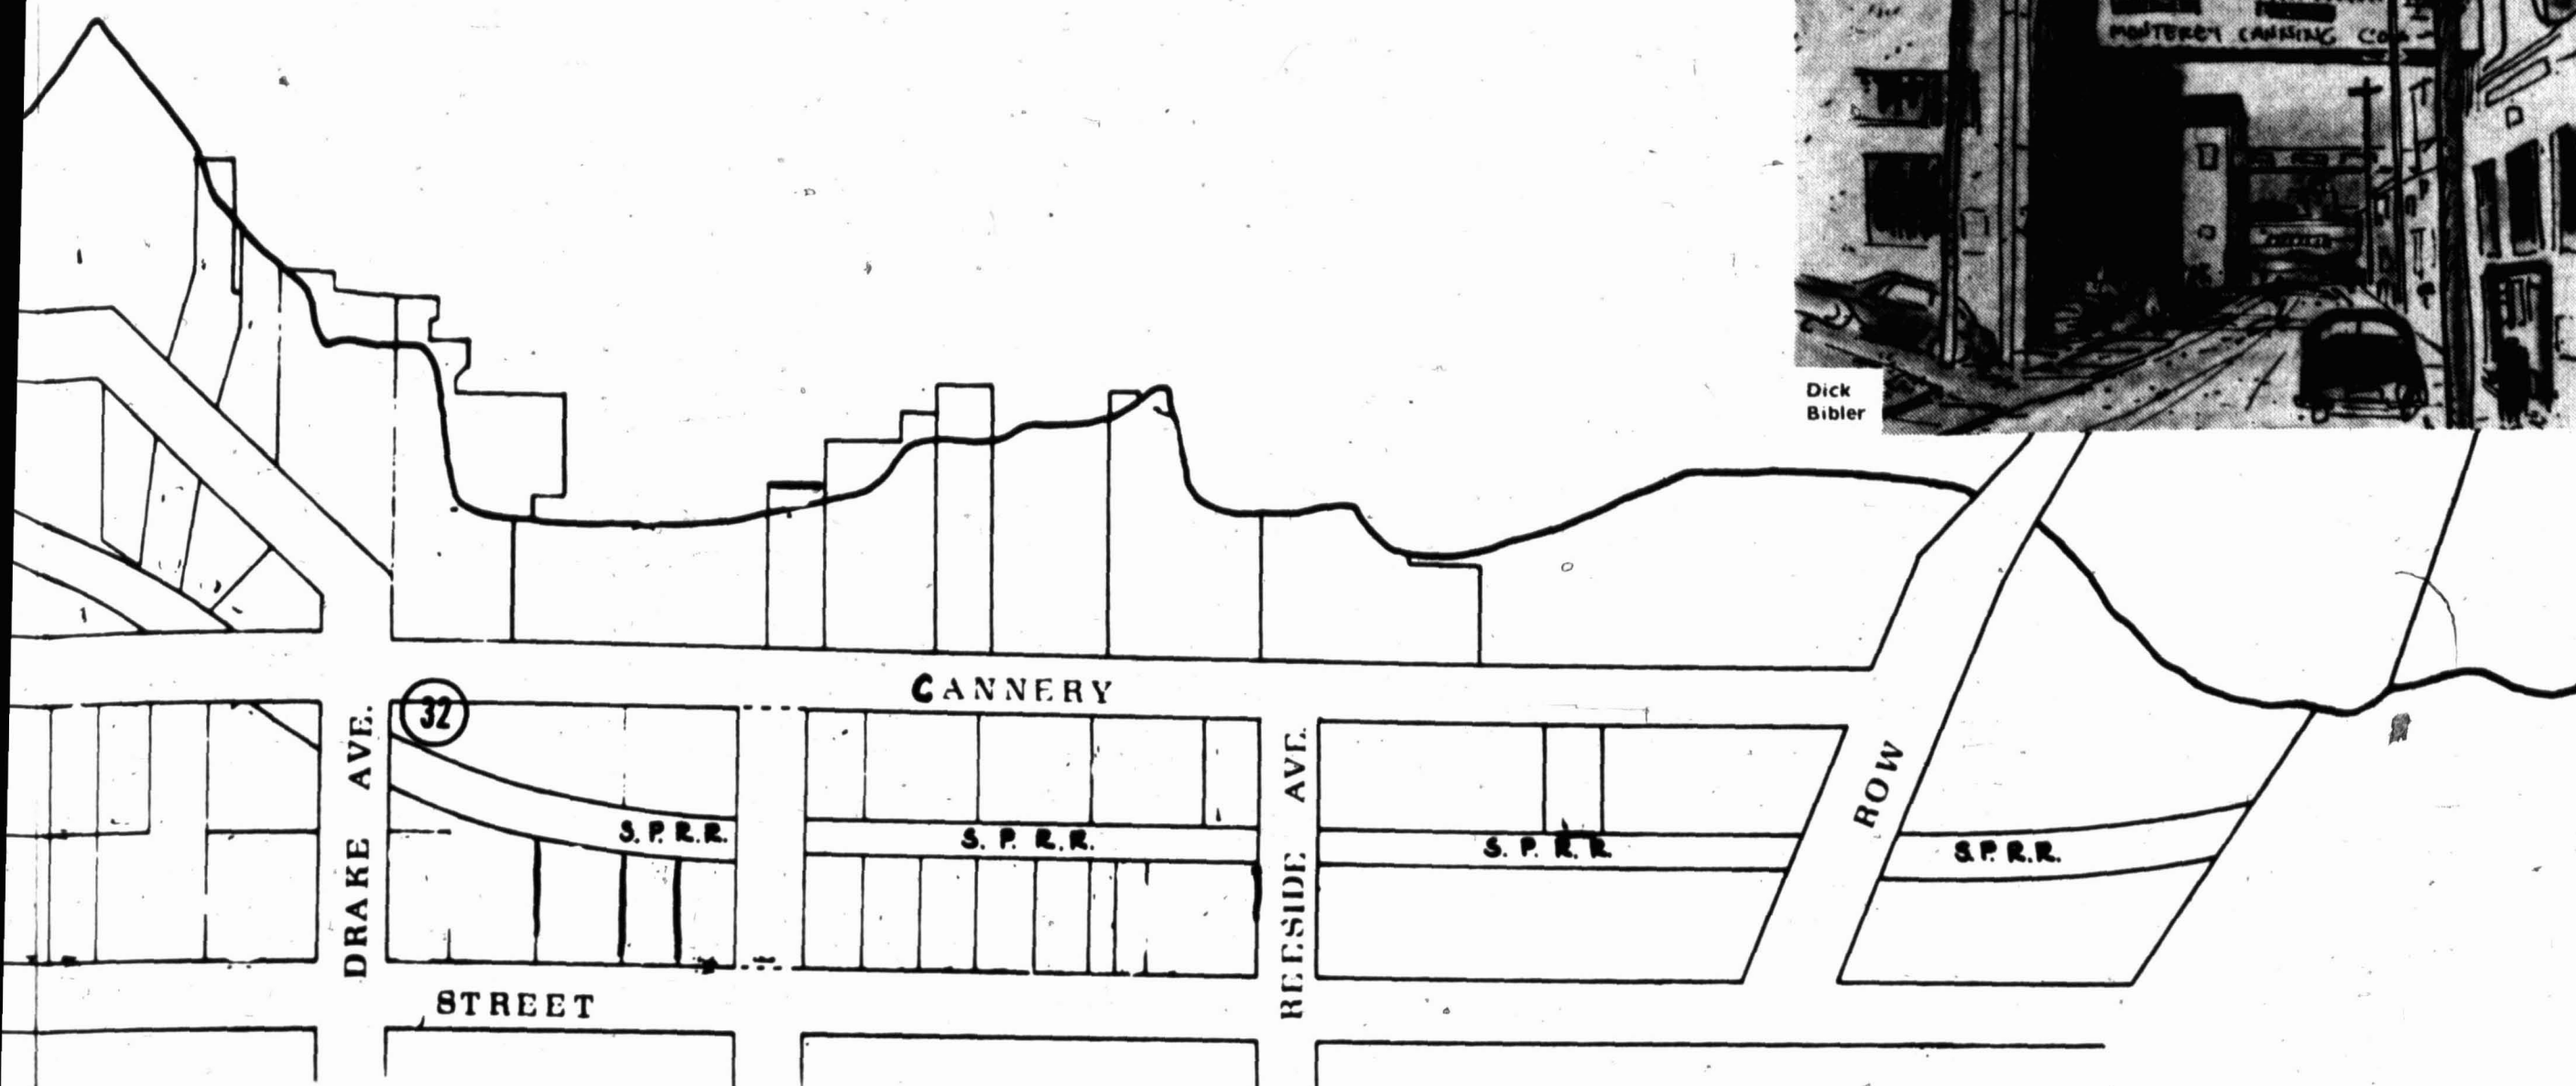 MONTEREY CANNING CO
Dick
Bibler
CANNERY
32
DRAKE AVE.
REESIDE AVE.
ROW
S. P. R.R.
S. P. R. R.
S. P. R. R.
S.P. R.R.
STREET